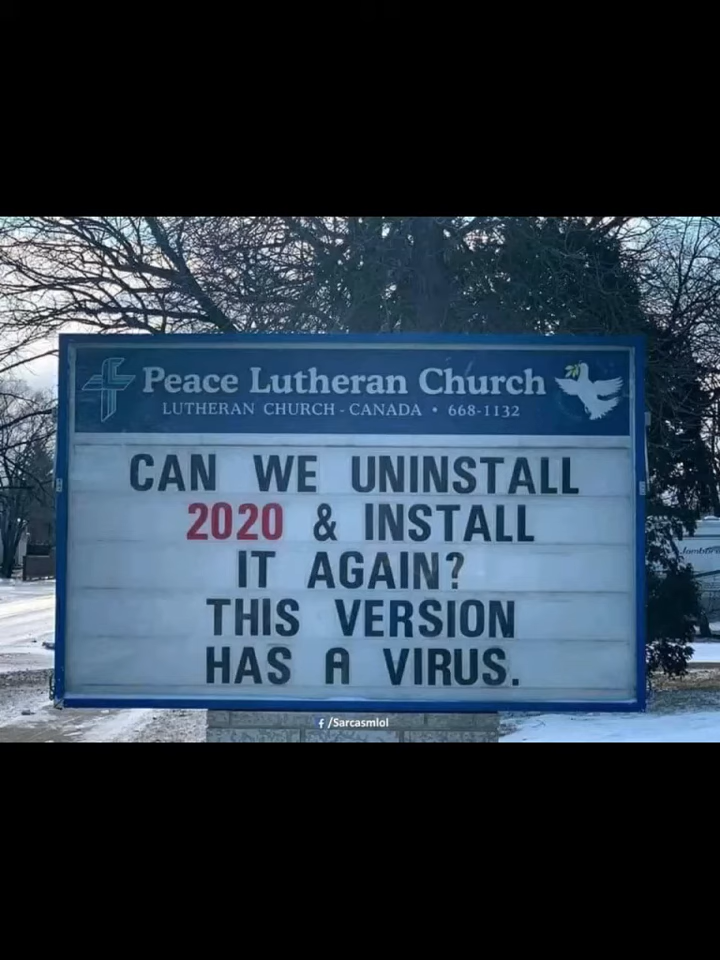 Peace Lutheran Church
LUTHERAN CHURCH - CANADA • 668-1132
CAN WE UNINSTALL
2020 & INSTALL
IT AGAIN?
THIS VERSION
HAS A VIRUS.
f /Sarcasmlol